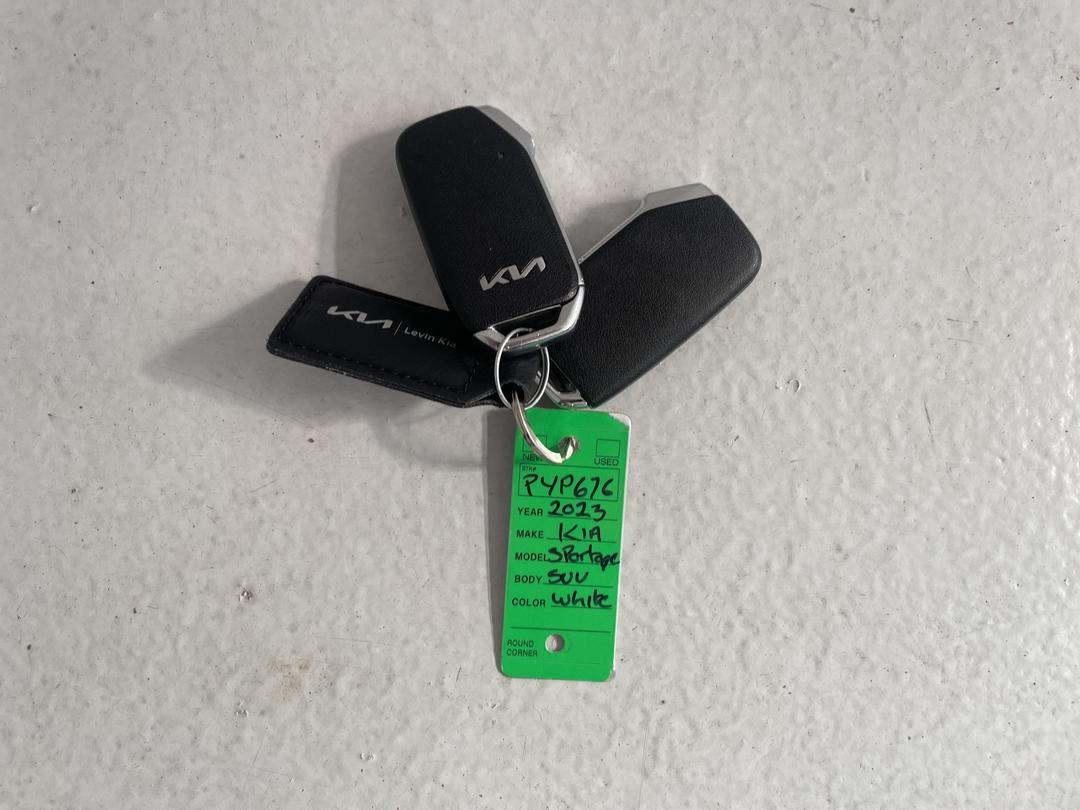 KIA
KIA | Levin Kia
NEW USED
STK#
PYP676
YEAR 2023
MAKE KIA
MODEL SPortage
BODY SUV
COLOR white
ROUND
CORNER